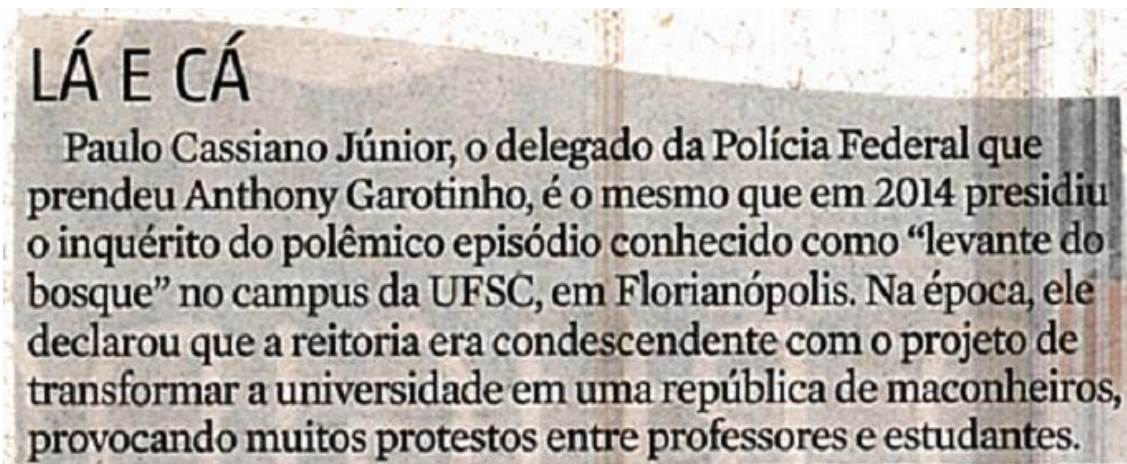 LÁ E CÁ
Paulo Cassiano Júnior, o delegado da Polícia Federal que
prendeu Anthony Garotinho, é o mesmo que em 2014 presidiu
o inquérito do polêmico episódio conhecido como “levante do
bosque” no campus da UFSC, em Florianópolis. Na época, ele
declarou que a reitoria era condescendente com o projeto de
transformar a universidade em uma república de maconheiros,
provocando muitos protestos entre professores e estudantes.